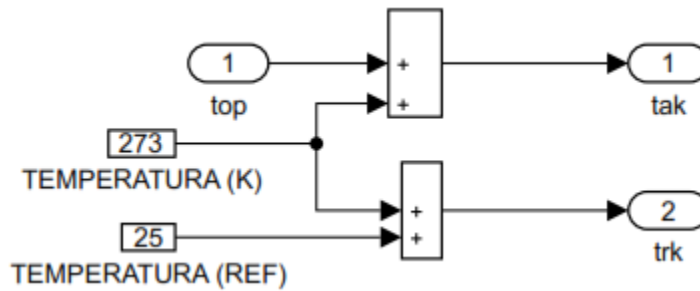 1
+
top
+
1
tak
273
TEMPERATURA (K)
+
+
25
TEMPERATURA (REF)
2
trk